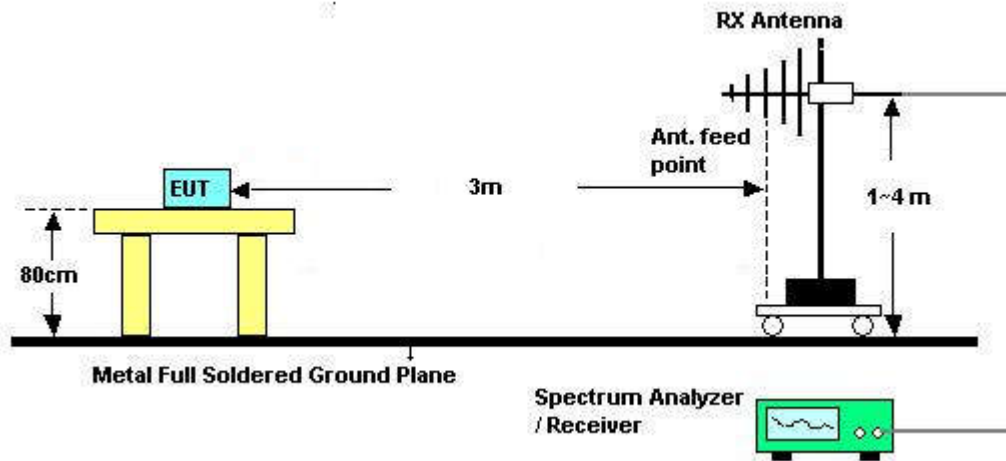 RX Antenna
Ant. feed
point
EUT
3m
1~4 m
80cm
Metal Full Soldered Ground Plane
Spectrum Analyzer
/ Receiver